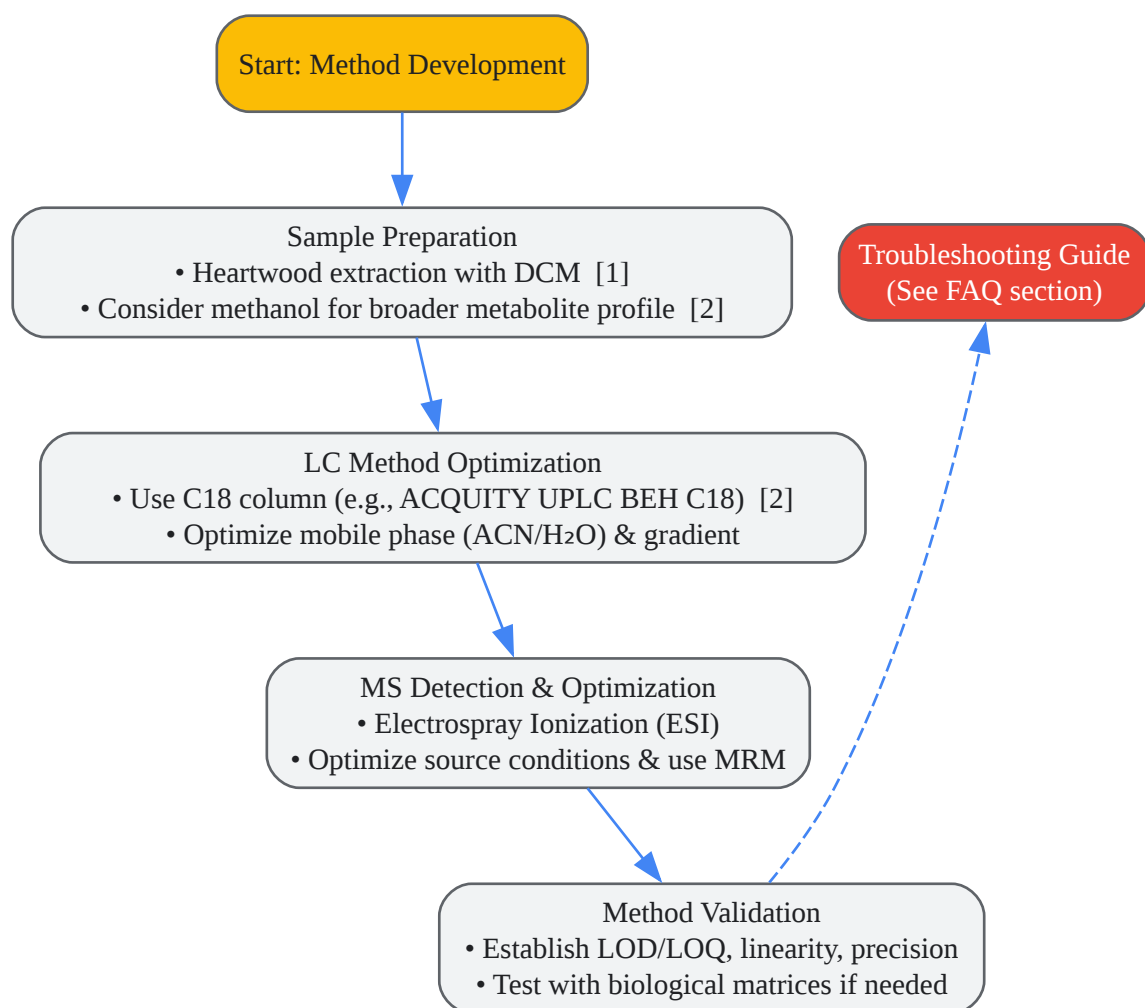 Start: Method Development
Sample Preparation
• Heartwood extraction with DCM  [1]
• Consider methanol for broader metabolite profile  [2]
Troubleshooting Guide
(See FAQ section)
LC Method Optimization
• Use C18 column (e.g., ACQUITY UPLC BEH C18)  [2]
• Optimize mobile phase (ACN/H₂O) & gradient
MS Detection & Optimization
• Electrospray Ionization (ESI)
• Optimize source conditions & use MRM
Method Validation
• Establish LOD/LOQ, linearity, precision
• Test with biological matrices if needed